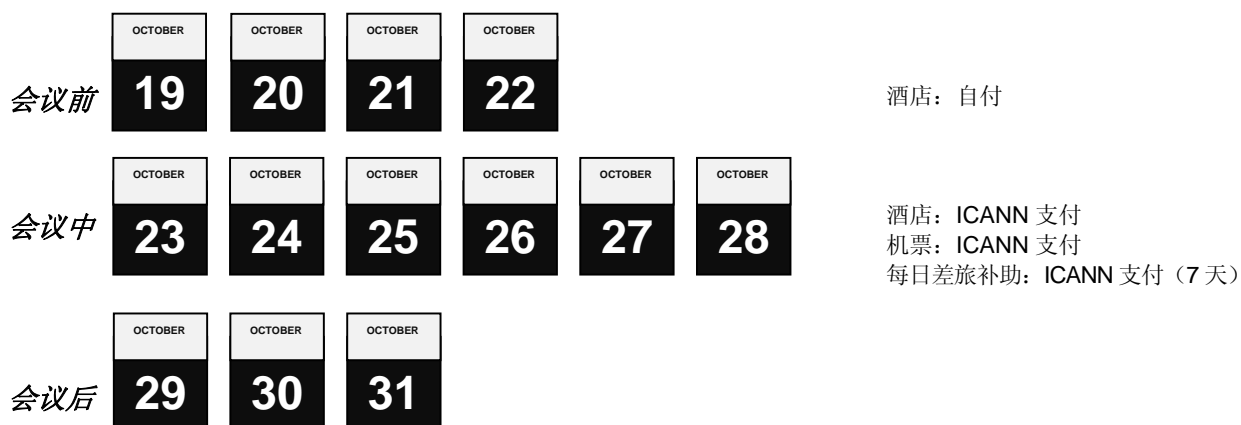 OCTOBER OCTOBER OCTOBER OCTOBER
会议前 19 20 21 22 酒店：自付
OCTOBER OCTOBER OCTOBER OCTOBER OCTOBER OCTOBER
会议中 23 24 25 26 27 28
酒店：ICANN 支付
机票：ICANN 支付
每日差旅补助：ICANN 支付（7 天）
OCTOBER OCTOBER OCTOBER
会议后 29 30 31